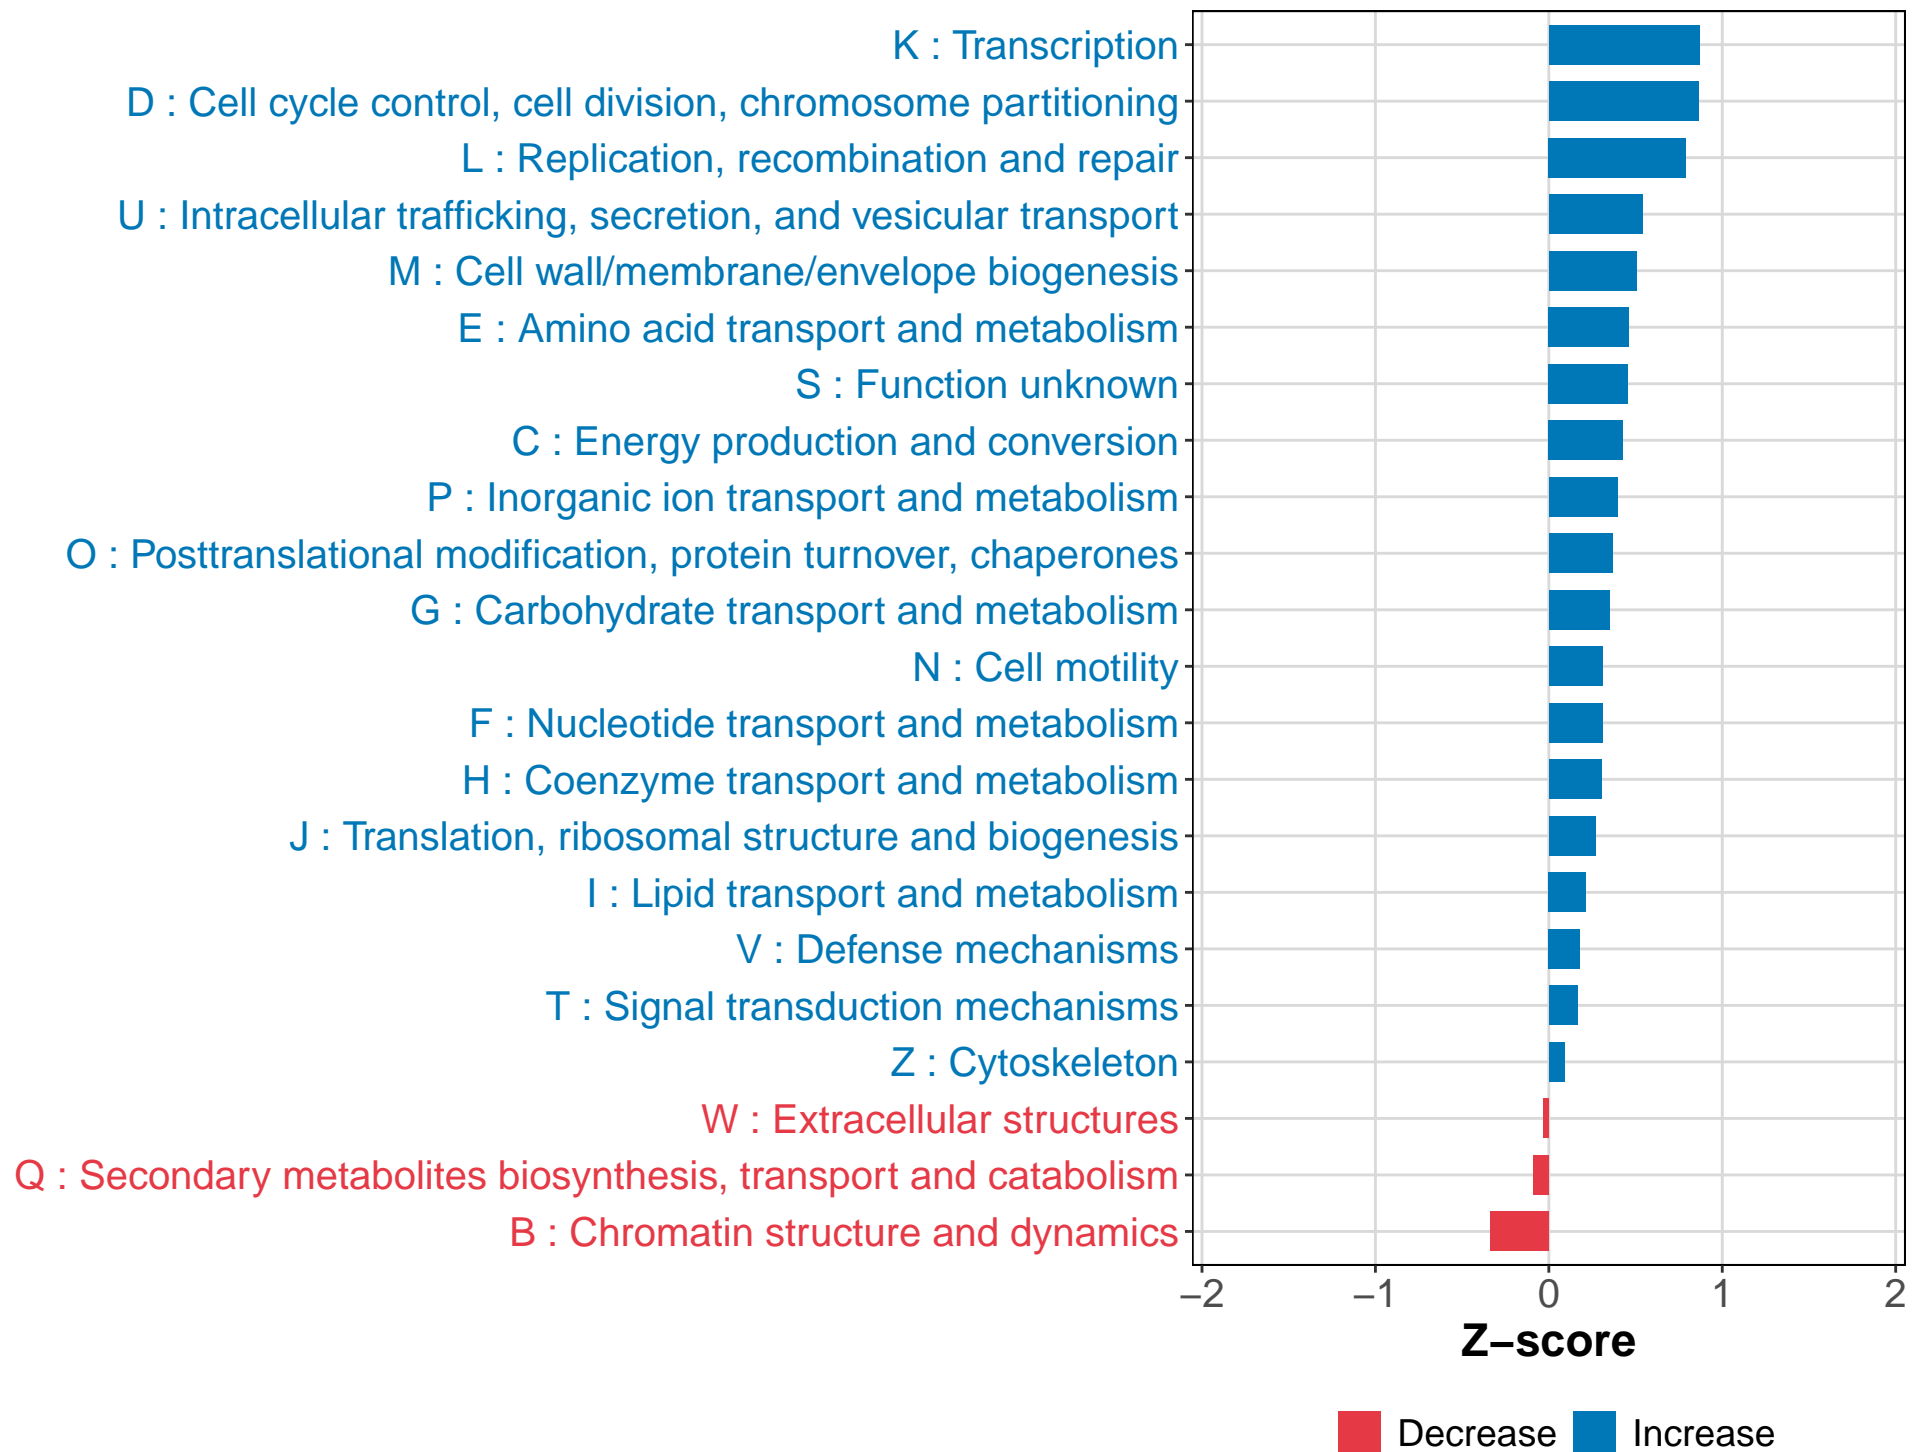 K : Transcription
D : Cell cycle control, cell division, chromosome partitioning
L : Replication, recombination and repair
U : Intracellular trafficking, secretion, and vesicular transport
M : Cell wall/membrane/envelope biogenesis
E : Amino acid transport and metabolism
S : Function unknown
C : Energy production and conversion
P : Inorganic ion transport and metabolism
O : Posttranslational modification, protein turnover, chaperones
G : Carbohydrate transport and metabolism
N : Cell motility
F : Nucleotide transport and metabolism
H : Coenzyme transport and metabolism
J : Translation, ribosomal structure and biogenesis
I : Lipid transport and metabolism
V : Defense mechanisms
T : Signal transduction mechanisms
Z : Cytoskeleton
W : Extracellular structures
Q : Secondary metabolites biosynthesis, transport and catabolism
B : Chromatin structure and dynamics
−2 −1 0 1 2
Z−score
Decrease Increase